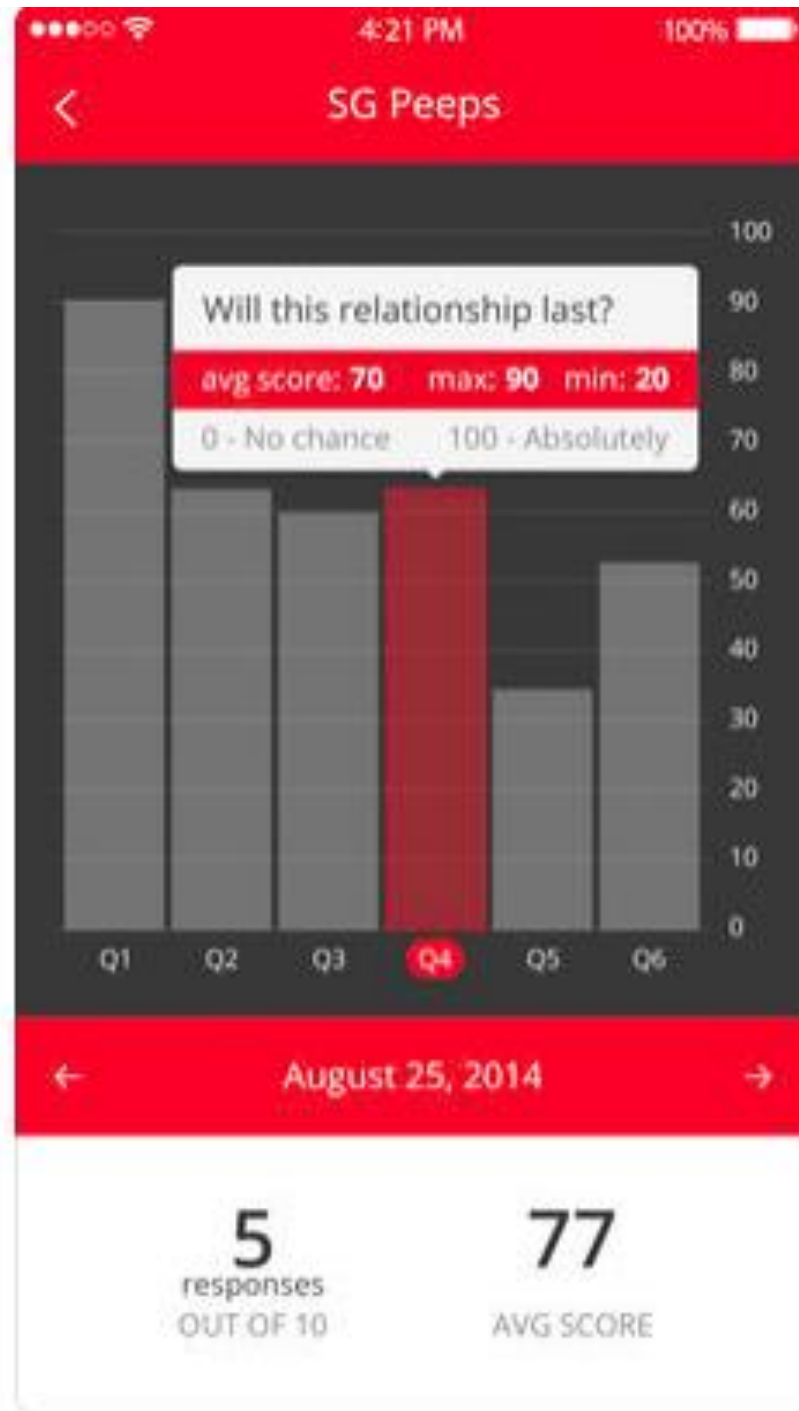 4:21 PM 100%
SG Peeps
100
Will this relationship last?
90
avg score: 70 max: 90 min: 20
80
0 - No chance 100 - Absolutely
70
60
50
40
30
20
10
0
Q1 Q2 Q3 Q4 Q5 Q6
August 25, 2014
5 77
responses
OUT OF 10 AVG SCORE